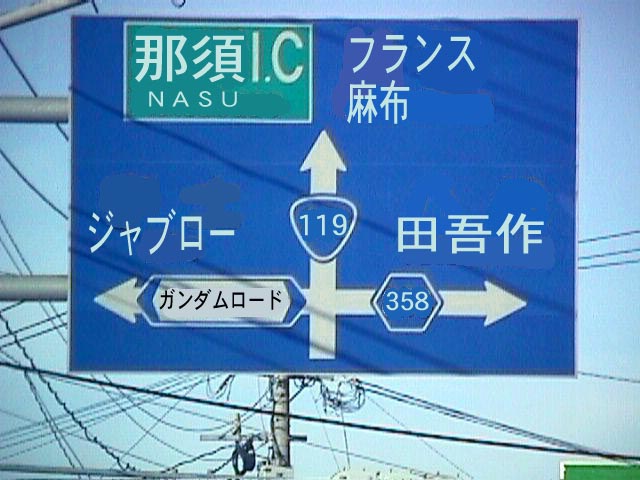 那須I.C
NASU
フランス
麻布
ジャブロー
119
田吾作
ガンダムロード
358